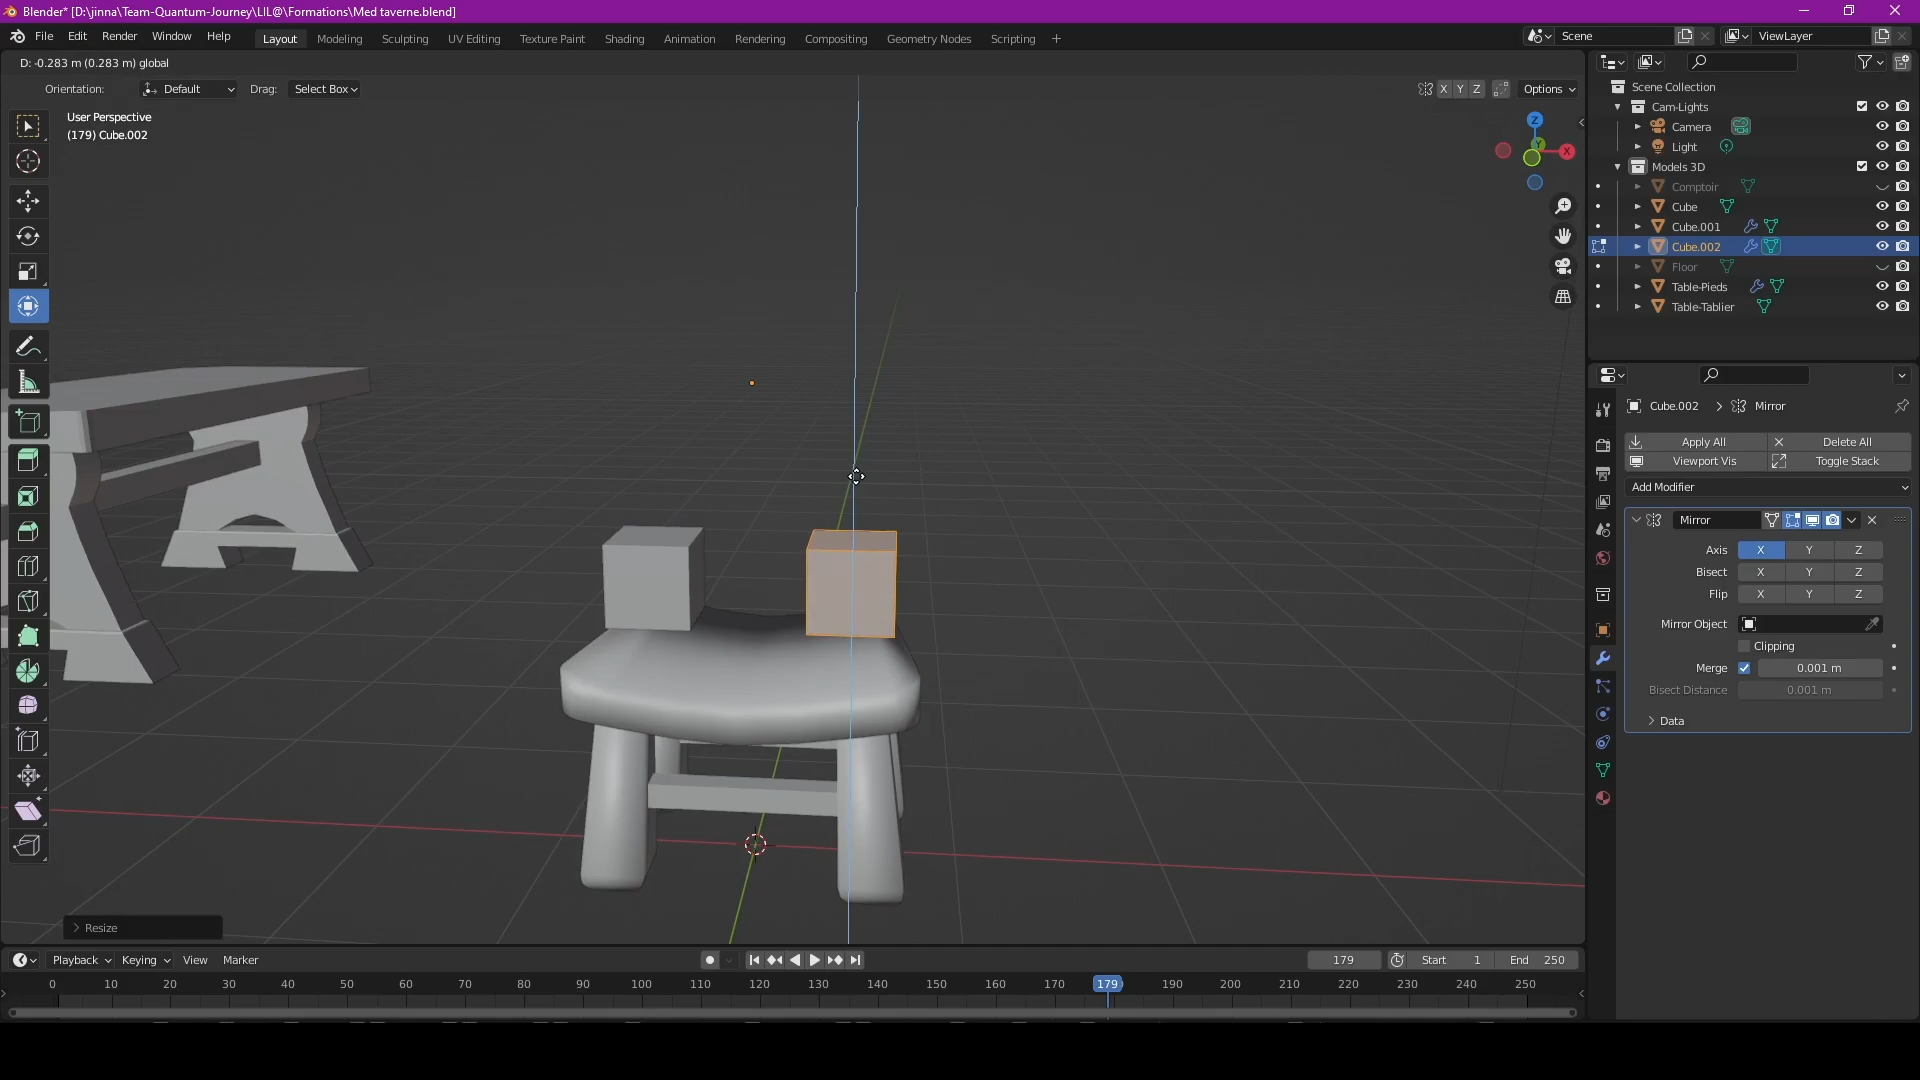 Blender* [D:\jinna\Team-Quantum-Journey\LIL@\Formations\Med taverne.blend]
File Edit Render Window Help Layout Modeling Sculpting UV Editing Texture Paint Shading Animation Rendering Compositing Geometry Nodes Scripting + Scene ViewLayer
D: -0.283 m (0.283 m) global
Orientation: Default Drag: Select Box X Y Z Options
User Perspective
(179) Cube.002
Z
Y
X
Scene Collection
Cam-Lights
Camera
Light
Models 3D
Comptoir
Cube
Cube.001
Cube.002
Floor
Table-Pieds
Table-Tablier
Cube.002 > Mirror
Apply All Delete All
Viewport Vis Toggle Stack
Add Modifier
Mirror
Axis X Y Z
Bisect X Y Z
Flip X Y Z
Mirror Object
Clipping
Merge 0.001 m
Bisect Distance 0.001 m
Data
Resize
Playback Keying View Marker 179 Start 1 End 250
0 10 20 30 40 50 60 70 80 90 100 110 120 130 140 150 160 170 179 190 200 210 220 230 240 250